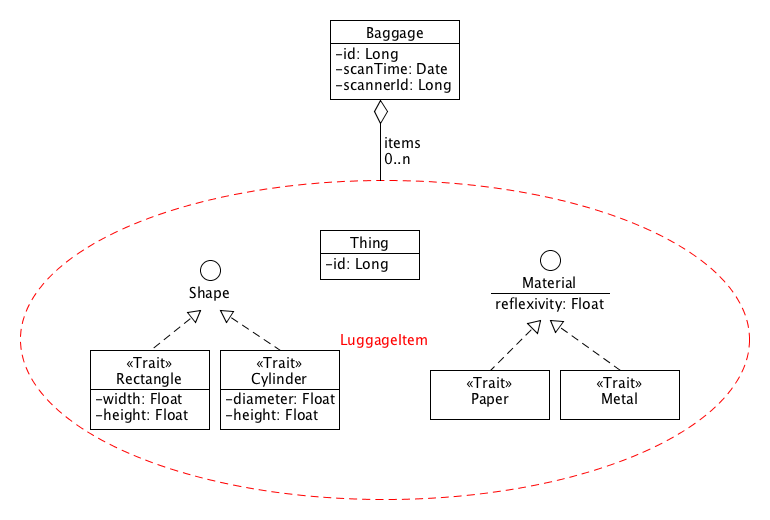 Baggage
-id: Long
-scanTime: Date
-scannerId: Long
items
0..n
Thing
-id: Long
Shape
Material
reflexivity: Float
LuggageItem
«Trait»
Rectangle
-width: Float
-height: Float
«Trait»
Cylinder
-diameter: Float
-height: Float
«Trait»
Paper
«Trait»
Metal